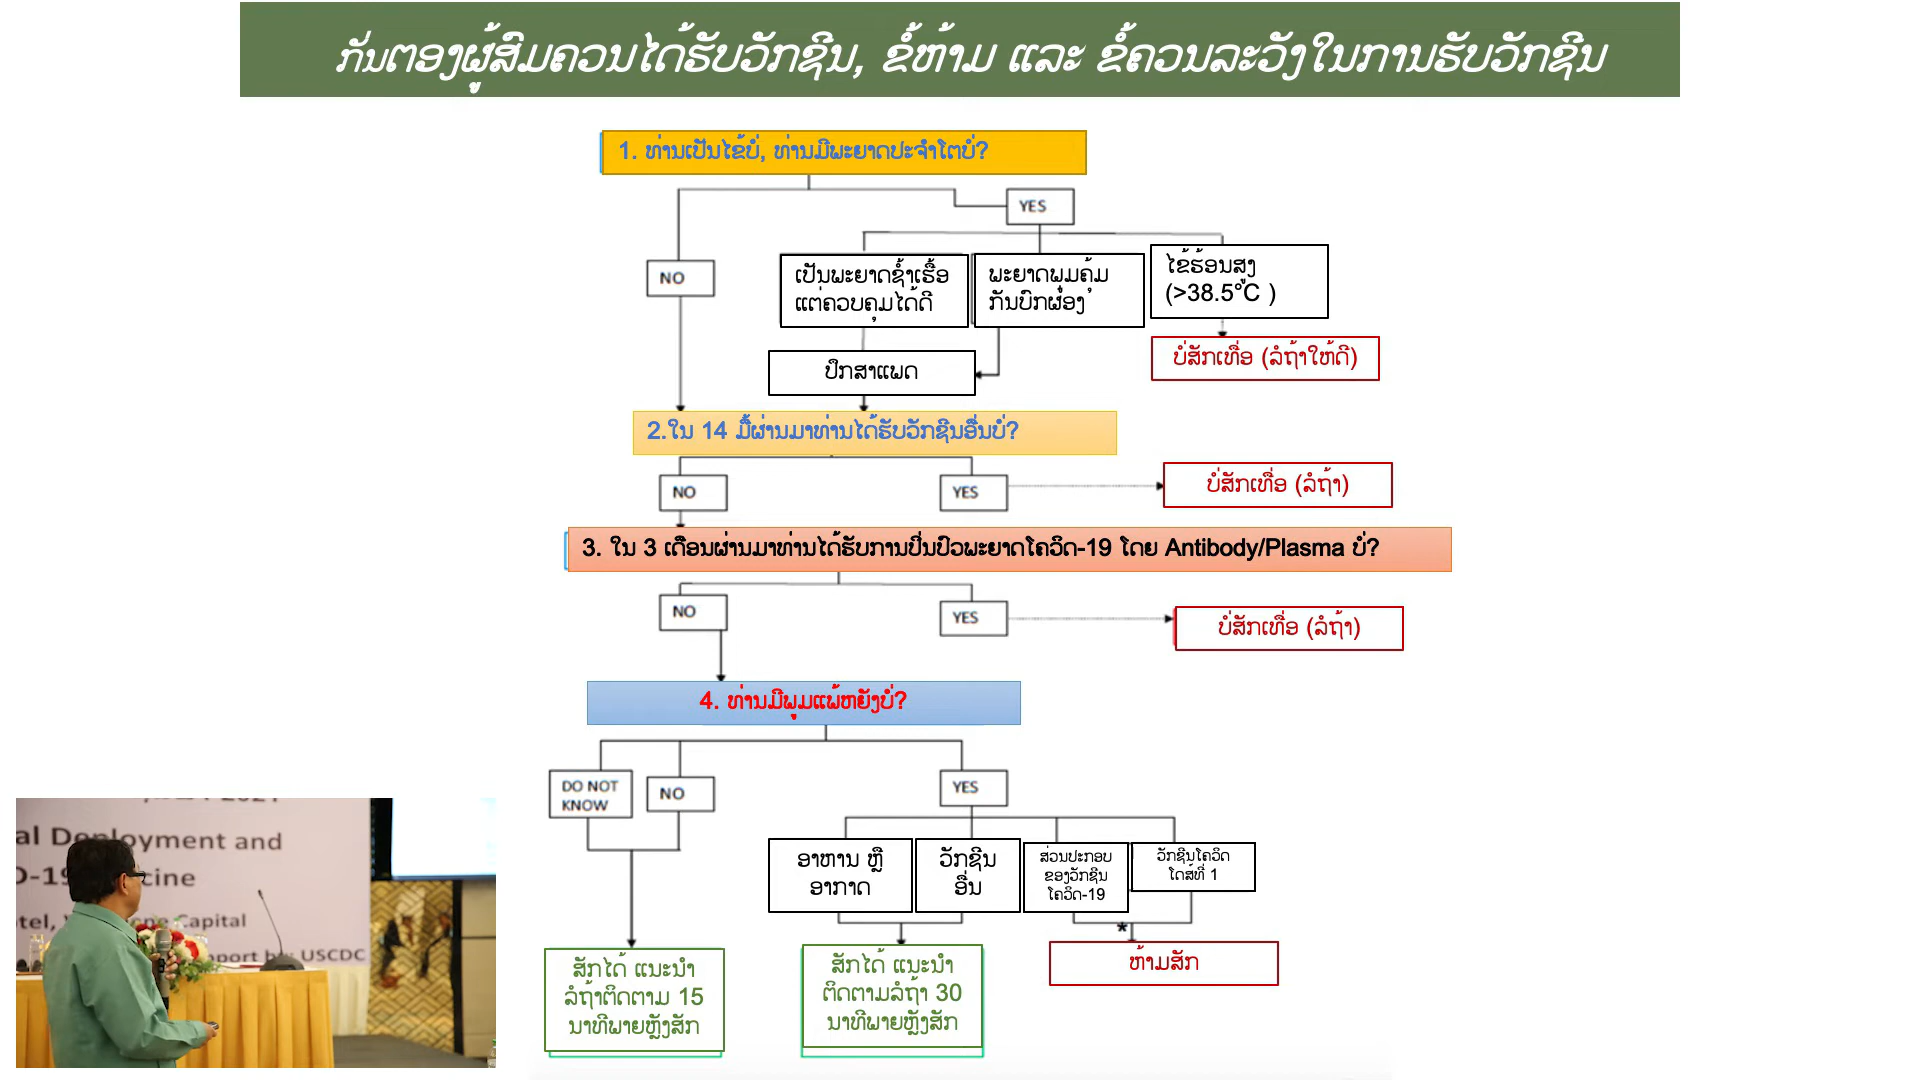 ກັ່ນຕອງຜູ້ສົມຄວນໄດ້ຮັບວັກຊີນ, ຂໍ້ຫ້າມ ແລະ ຂໍ້ຄວນລະວັງໃນການຮັບວັກຊີນ
1. ທ່ານເປັນໄຂ້ບໍ່, ທ່ານມີພະຍາດປະຈຳໂຕບໍ່?
YES
NO
ເປັນພະຍາດຊ້ຳເຮື້ອ
ແຕ່ຄວບຄຸມໄດ້ດີ
ພະຍາດພູມຄຸ້ມ
ກັນບົກຜ່ອງ
ໄຂ້ຮ້ອນສູງ
(>38.5°C )
ບໍ່ສັກເທື່ອ (ລໍຖ້າໃຫ້ດີ)
ປຶກສາແພດ
2.ໃນ 14 ມື້ຜ່ານມາທ່ານໄດ້ຮັບວັກຊີນອື່ນບໍ່?
NO
YES
ບໍ່ສັກເທື່ອ (ລໍຖ້າ)
3. ໃນ 3 ເດືອນຜ່ານມາທ່ານໄດ້ຮັບການປິ່ນປົວພະຍາດໂຄວິດ-19 ໂດຍ Antibody/Plasma ບໍ່?
NO
YES
ບໍ່ສັກເທື່ອ (ລໍຖ້າ)
4. ທ່ານມີພູມແພ້ຫຍັງບໍ່?
DO NOT
KNOW
NO
YES
ອາຫານ ຫຼື
ອາກາດ
ວັກຊີນ
ອື່ນ
ສ່ວນປະກອບ
ຂອງວັກຊີນ
ໂຄວິດ-19
ວັກຊີນໂຄວິດ
ໂດສທີ່ 1
*
ຫ້າມສັກ
ສັກໄດ້ ແນະນຳ
ລໍຖ້າຕິດຕາມ 15
ນາທີພາຍຫຼັງສັກ
ສັກໄດ້ ແນະນຳ
ຕິດຕາມລໍຖ້າ 30
ນາທີພາຍຫຼັງສັກ
al Deployment and
cine
Capital
port by: USCDC